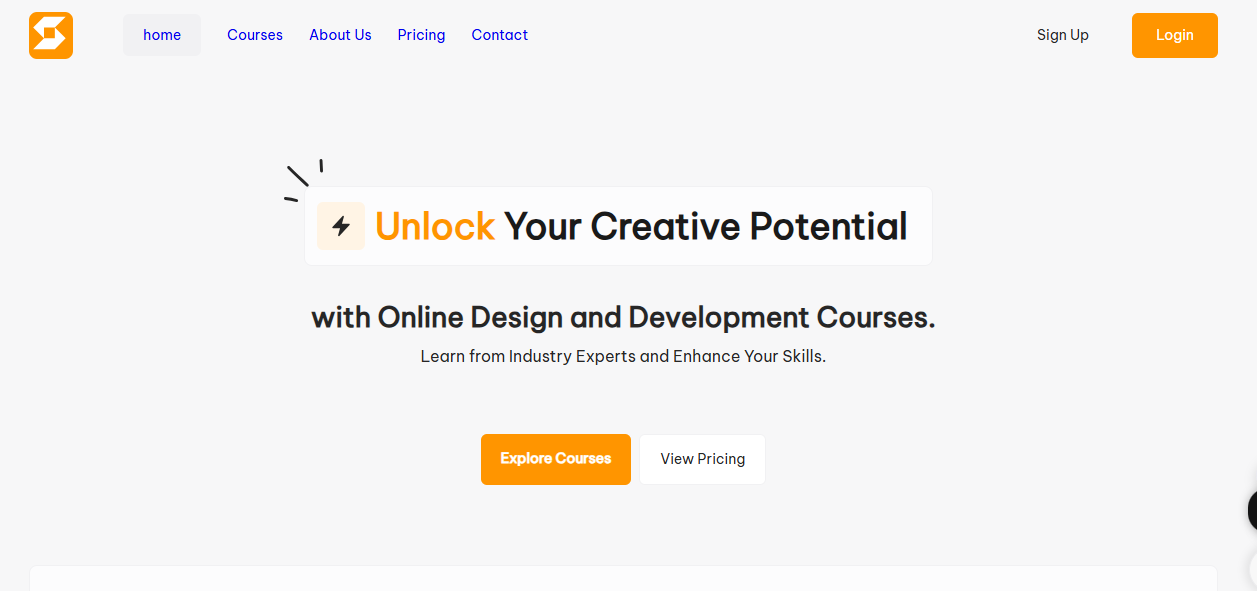 home Courses About Us Pricing Contact Sign Up Login
Unlock Your Creative Potential
with Online Design and Development Courses.
Learn from Industry Experts and Enhance Your Skills.
Explore Courses View Pricing